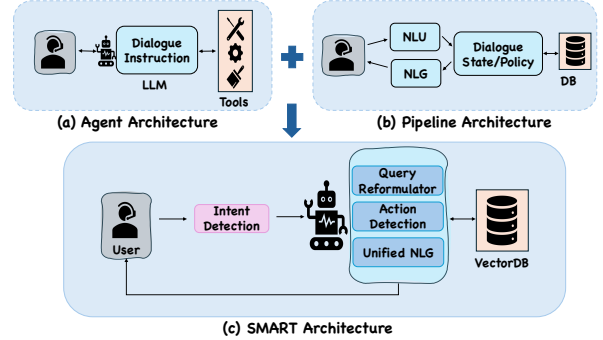 Dialogue
Instruction
LLM
Tools
(a) Agent Architecture
NLU
NLG
Dialogue
State/Policy
DB
(b) Pipeline Architecture
User
Intent
Detection
Query
Reformulator
Action
Detection
Unified NLG
VectorDB
(c) SMART Architecture